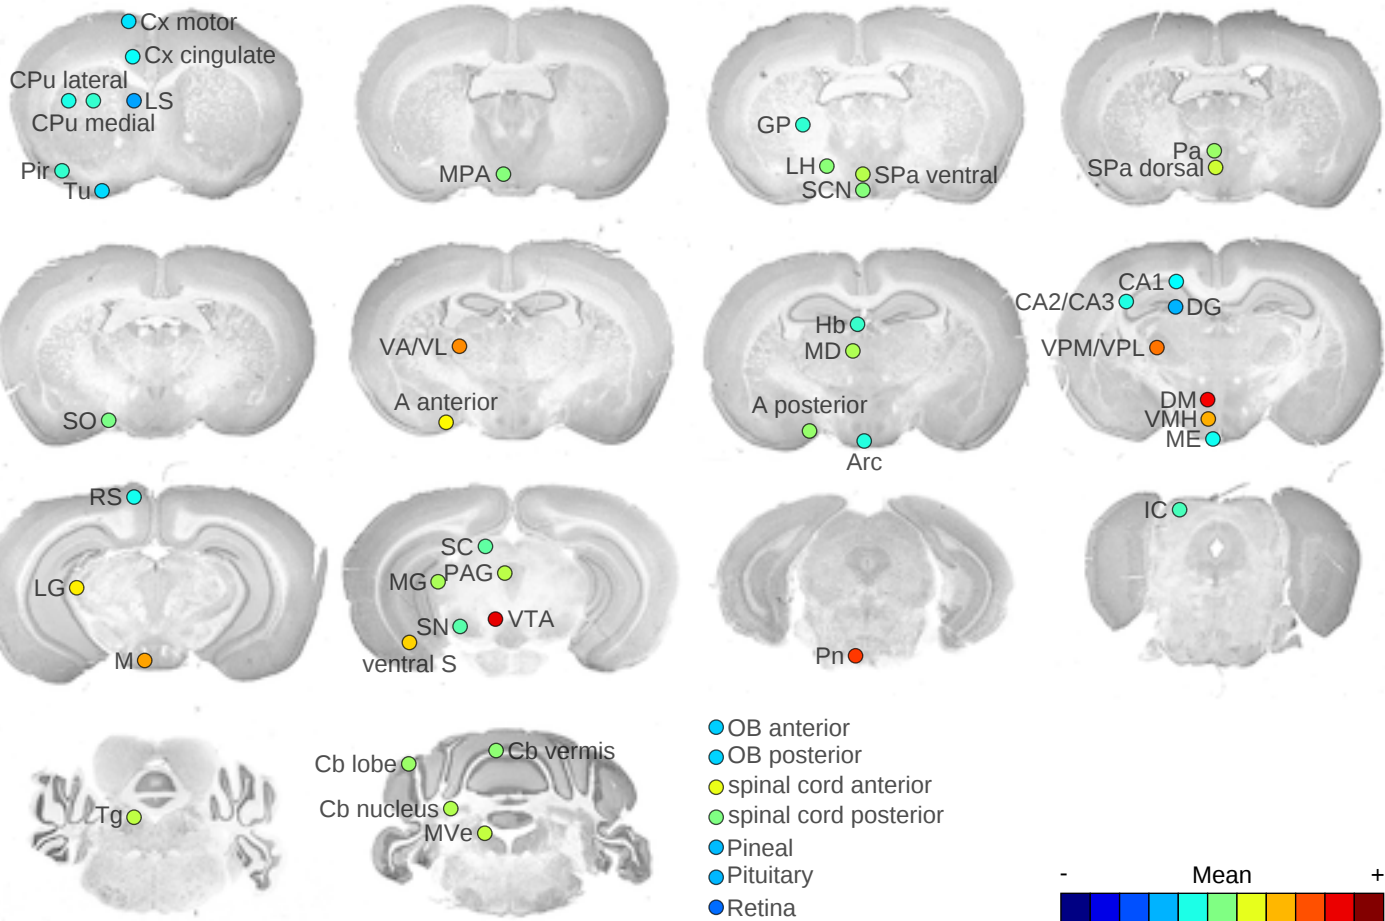 Cx motor
Cx cingulate
CPu lateral
LS
CPu medial
Pir
Tu
MPA
GP
LH
SPa ventral
SCN
Pa
SPa dorsal
SO
VA/VL
A anterior
Hb
MD
A posterior
Arc
CA1
CA2/CA3
DG
VPM/VPL
DM
VMH
ME
RS
LG
M
SC
MG
PAG
SN
VTA
ventral S
Pn
IC
Tg
Cb lobe
Cb vermis
Cb nucleus
MVe
OB anterior
OB posterior
spinal cord anterior
spinal cord posterior
Pineal
Pituitary
Retina
- Mean +